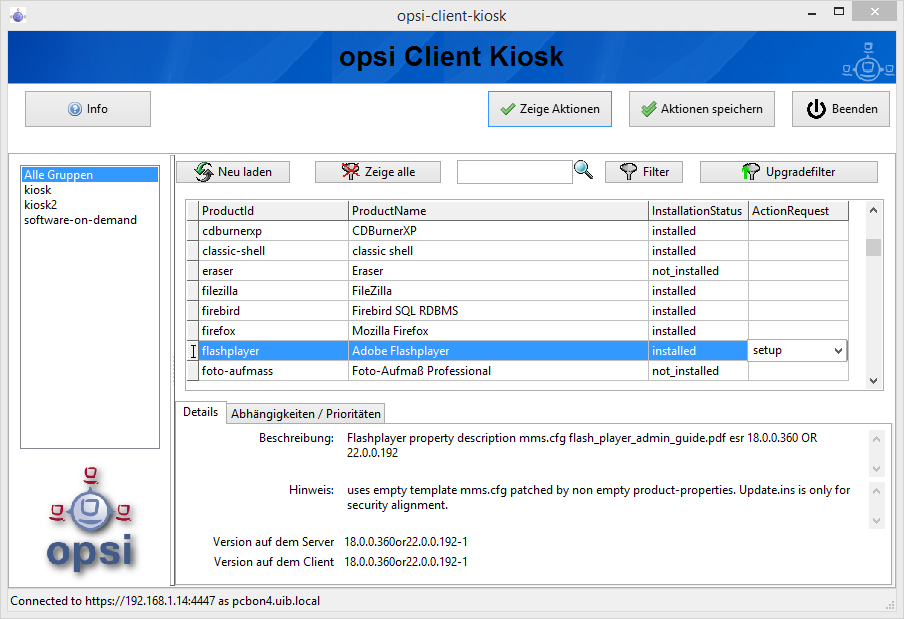 opsi-client-kiosk
opsi Client Kiosk
Info
Zeige Aktionen
Aktionen speichern
Beenden
Alle Gruppen
kiosk
kiosk2
software-on-demand
Neu laden
Zeige alle
Filter
Upgradefilter
ProductId ProductName InstallationStatus ActionRequest
cdburnerxp CDBurnerXP installed
classic-shell classic shell installed
eraser Eraser not_installed
filezilla FileZilla installed
firebird Firebird SQL RDBMS installed
firefox Mozilla Firefox installed
flashplayer Adobe Flashplayer installed setup
foto-aufmass Foto-Aufmaß Professional not_installed
Details Abhängigkeiten / Prioritäten
Beschreibung: Flashplayer property description mms.cfg flash_player_admin_guide.pdf esr 18.0.0.360 OR
22.0.0.192
Hinweis: uses empty template mms.cfg patched by non empty product-properties. Update.ins is only for
security alignment.
Version auf dem Server 18.0.0.360or22.0.0.192-1
Version auf dem Client 18.0.0.360or22.0.0.192-1
opsi
Connected to https://192.168.1.14:4447 as pcbon4.uib.local